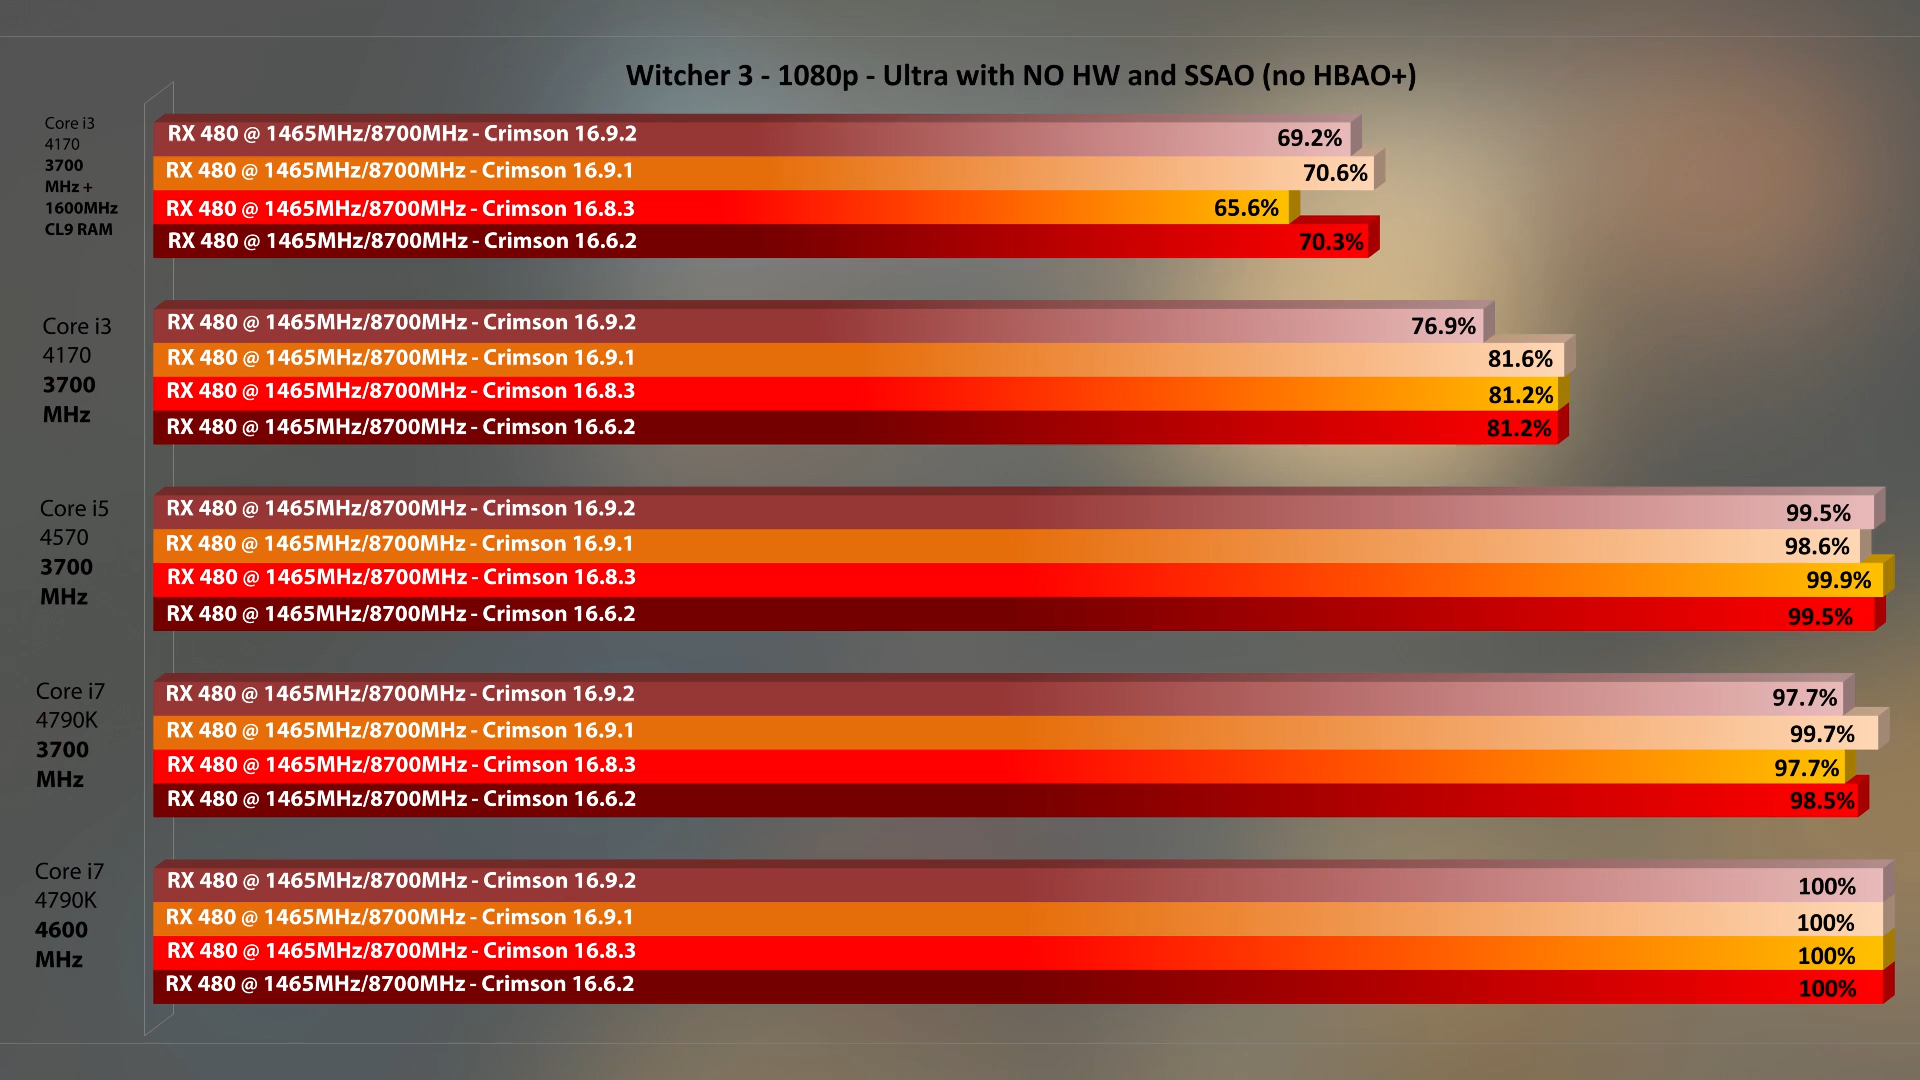 Witcher 3 - 1080p - Ultra with NO HW and SSAO (no HBAO+)
Core i3
4170
3700
MHz +
1600MHz
CL9 RAM
RX 480 @ 1465MHz/8700MHz - Crimson 16.9.2
69.2%
RX 480 @ 1465MHz/8700MHz - Crimson 16.9.1
70.6%
RX 480 @ 1465MHz/8700MHz - Crimson 16.8.3
65.6%
RX 480 @ 1465MHz/8700MHz - Crimson 16.6.2
70.3%
Core i3
4170
3700
MHz
RX 480 @ 1465MHz/8700MHz - Crimson 16.9.2
76.9%
RX 480 @ 1465MHz/8700MHz - Crimson 16.9.1
81.6%
RX 480 @ 1465MHz/8700MHz - Crimson 16.8.3
81.2%
RX 480 @ 1465MHz/8700MHz - Crimson 16.6.2
81.2%
Core i5
4570
3700
MHz
RX 480 @ 1465MHz/8700MHz - Crimson 16.9.2
99.5%
RX 480 @ 1465MHz/8700MHz - Crimson 16.9.1
98.6%
RX 480 @ 1465MHz/8700MHz - Crimson 16.8.3
99.9%
RX 480 @ 1465MHz/8700MHz - Crimson 16.6.2
99.5%
Core i7
4790K
3700
MHz
RX 480 @ 1465MHz/8700MHz - Crimson 16.9.2
97.7%
RX 480 @ 1465MHz/8700MHz - Crimson 16.9.1
99.7%
RX 480 @ 1465MHz/8700MHz - Crimson 16.8.3
97.7%
RX 480 @ 1465MHz/8700MHz - Crimson 16.6.2
98.5%
Core i7
4790K
4600
MHz
RX 480 @ 1465MHz/8700MHz - Crimson 16.9.2
100%
RX 480 @ 1465MHz/8700MHz - Crimson 16.9.1
100%
RX 480 @ 1465MHz/8700MHz - Crimson 16.8.3
100%
RX 480 @ 1465MHz/8700MHz - Crimson 16.6.2
100%